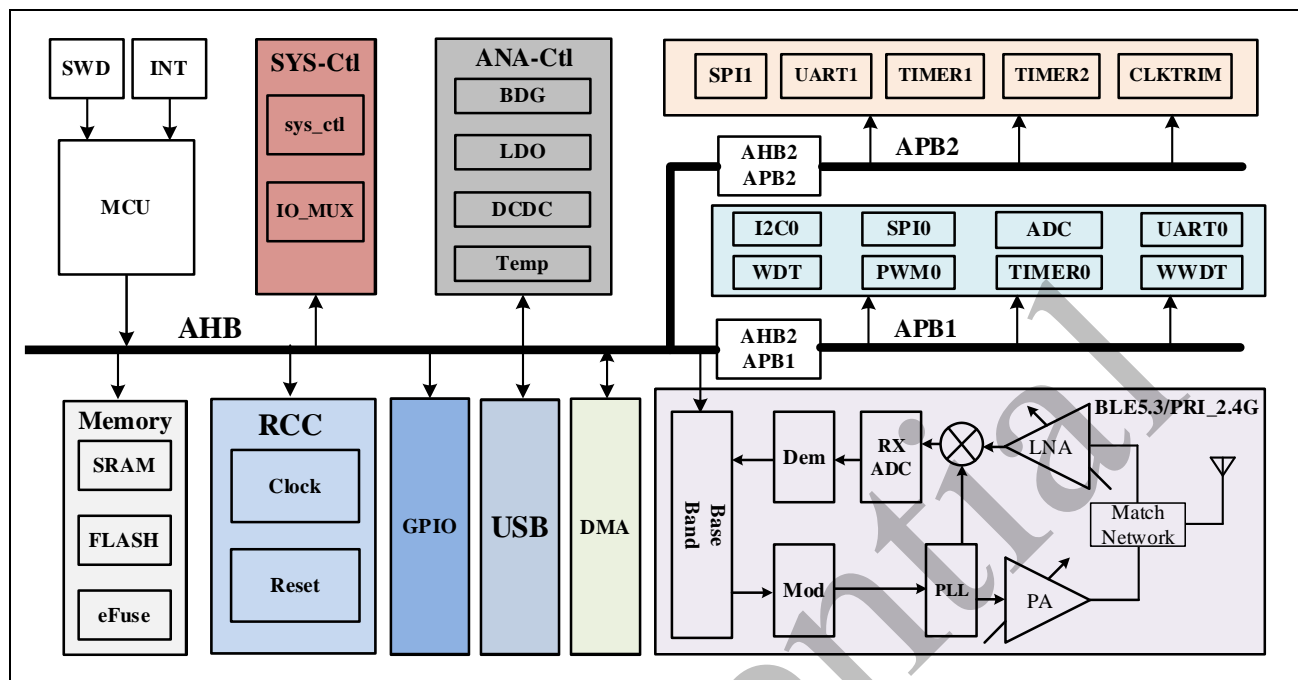 SWD
INT
MCU
SYS-Ctl
sys_ctl
IO_MUX
ANA-Ctl
BDG
LDO
DCDC
Temp
SPI1
UART1
TIMER1
TIMER2
CLKTRIM
AHB2
APB2
APB2
I2C0
SPI0
ADC
UART0
WDT
PWM0
TIMER0
WWDT
AHB
AHB2
APB1
APB1
Memory
SRAM
FLASH
eFuse
RCC
Clock
Reset
GPIO
USB
DMA
BLE5.3/PRI_2.4G
Base
Band
Dem
RX
ADC
LNA
Match
Network
Mod
PLL
PA